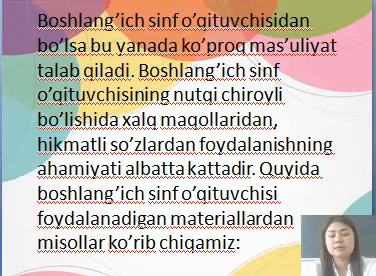 Boshlang’ich sinf o’qituvchisidan
bo’lsa bu yanada ko’proq mas’uliyat
talab qiladi. Boshlang’ich sinf
o’qituvchisining nutqi chiroyli
bo’lishida xalq maqollaridan,
hikmatli so’zlardan foydalanishning
ahamiyati albatta kattadir. Quyida
boshlang’ich sinf o’qituvchisi
foydalanadigan materiallardan
misollar ko’rib chiqamiz: